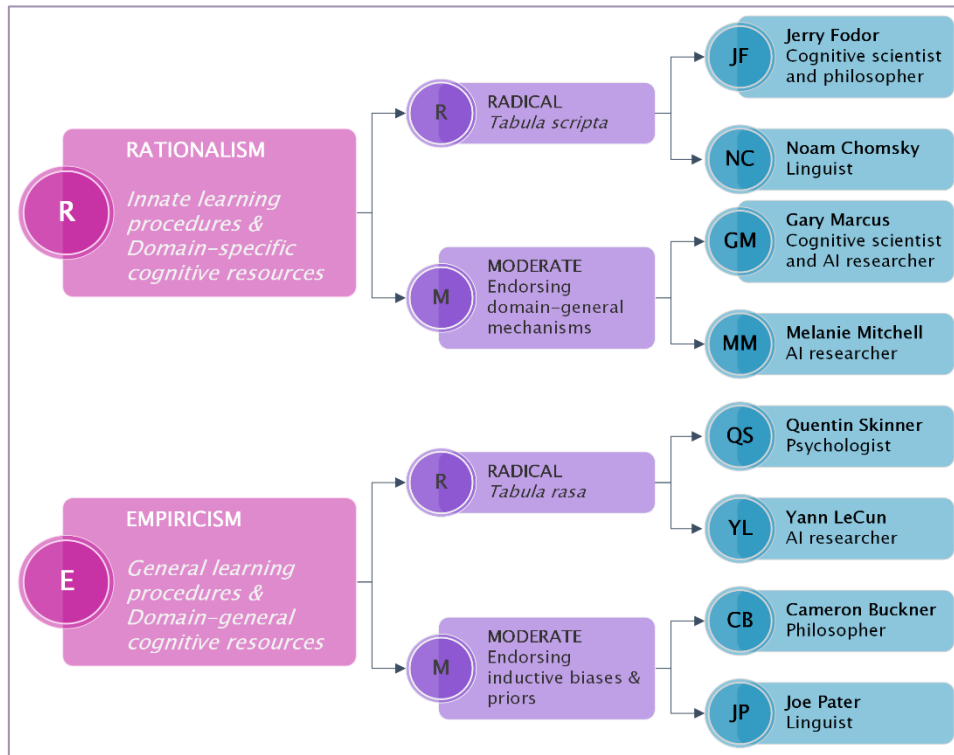 R
RATIONALISM
Innate learning
procedures &
Domain-specific
cognitive resources
R
RADICAL
Tabula scripta
JF
Jerry Fodor
Cognitive scientist
and philosopher
NC
Noam Chomsky
Linguist
M
MODERATE
Endorsing
domain-general
mechanisms
GM
Gary Marcus
Cognitive scientist
and AI researcher
MM
Melanie Mitchell
AI researcher
E
EMPIRICISM
General learning
procedures &
Domain-general
cognitive resources
R
RADICAL
Tabula rasa
QS
Quentin Skinner
Psychologist
YL
Yann LeCun
AI researcher
M
MODERATE
Endorsing
inductive biases &
priors
CB
Cameron Buckner
Philosopher
JP
Joe Pater
Linguist